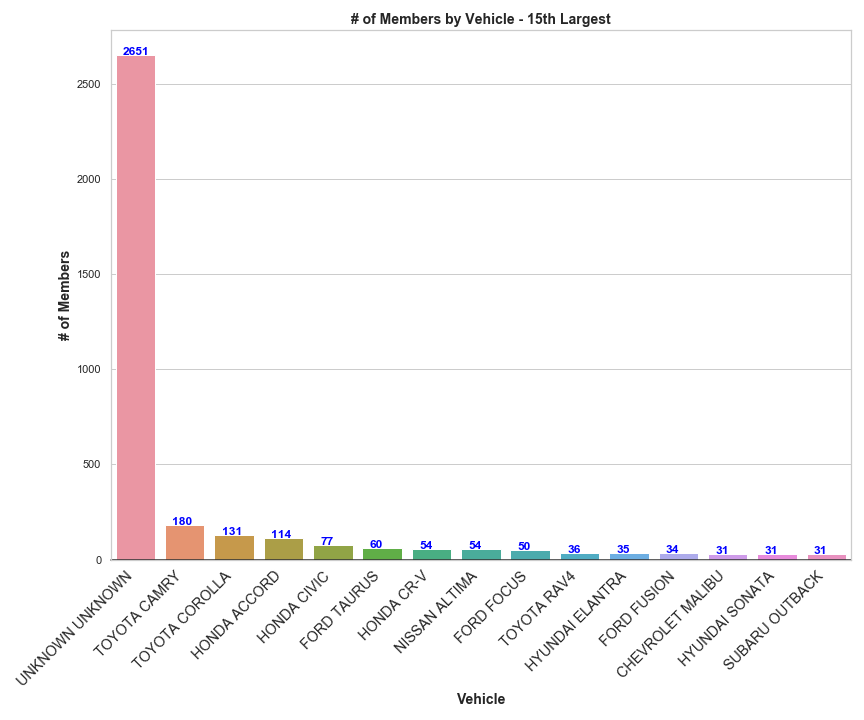 # of Members by Vehicle - 15th Largest
# of Members
2500
2000
1500
1000
500
0
2651
180
131
114
77
60
54
54
50
36
35
34
31
31
31
UNKNOWN UNKNOWN
TOYOTA CAMRY
TOYOTA COROLLA
HONDA ACCORD
HONDA CIVIC
FORD TAURUS
HONDA CR-V
NISSAN ALTIMA
FORD FOCUS
TOYOTA RAV4
HYUNDAI ELANTRA
FORD FUSION
CHEVROLET MALIBU
HYUNDAI SONATA
SUBARU OUTBACK
Vehicle